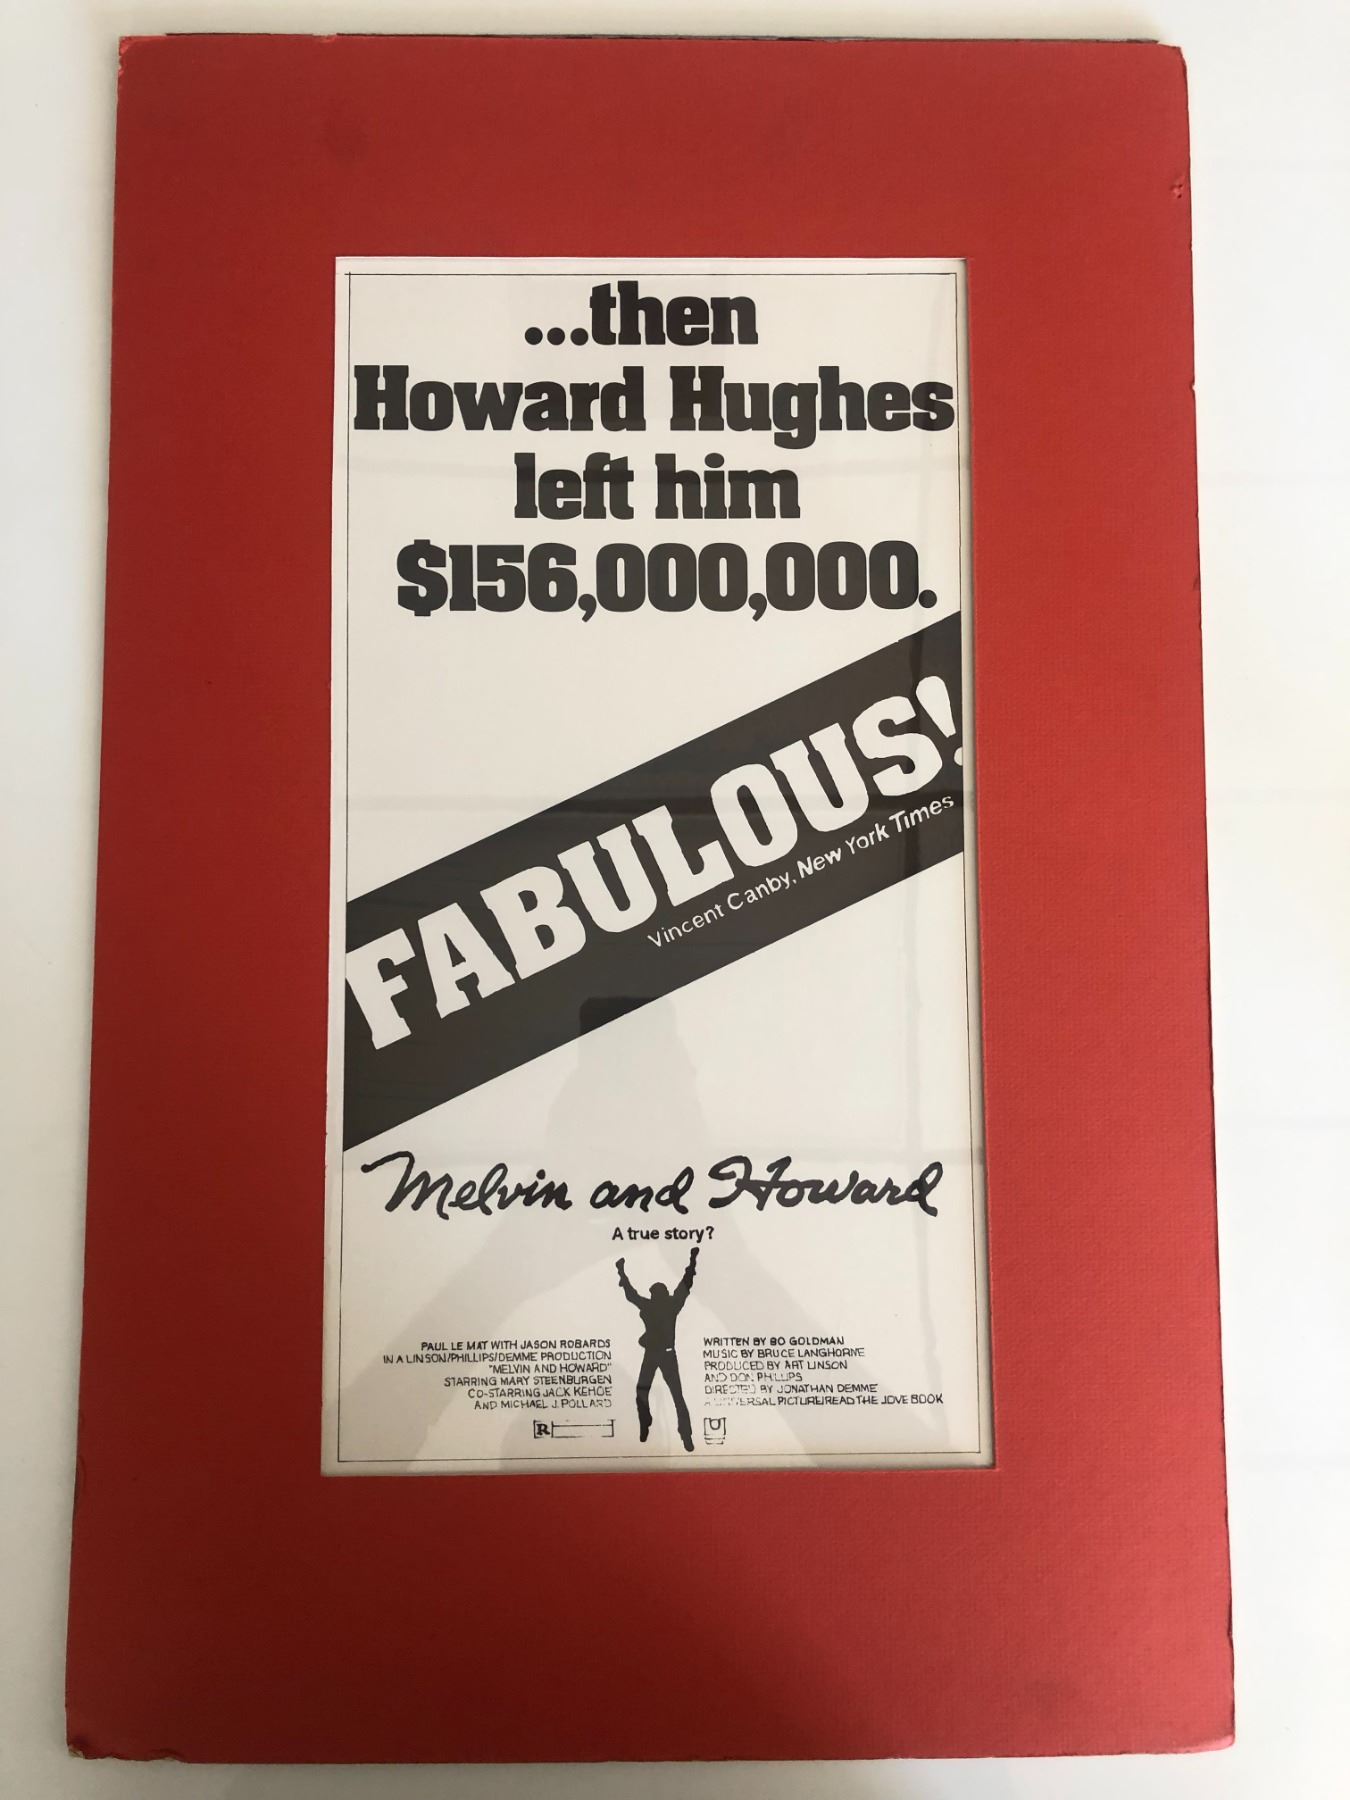 ...then
Howard Hughes
left him
$156,000,000.
FABULOUS!
Vincent Canby, New York Times
Melvin and Howard
A true story?
PAUL LE MAT WITH JASON ROBARDS
IN A LINSON/PHILLIPS/DEMME PRODUCTION
"MELVIN AND HOWARD"
STARRING MARY STEENBURGEN
CO-STARRING JACK KEHOE
AND MICHAEL J. POLLARD
R
WRITTEN BY BO GOLDMAN
MUSIC BY BRUCE LANGHORNE
PRODUCED BY ART LINSON
AND DON PHILLIPS
DIRECTED BY JONATHAN DEMME
A UNIVERSAL PICTURE/READ THE JOVE BOOK
U